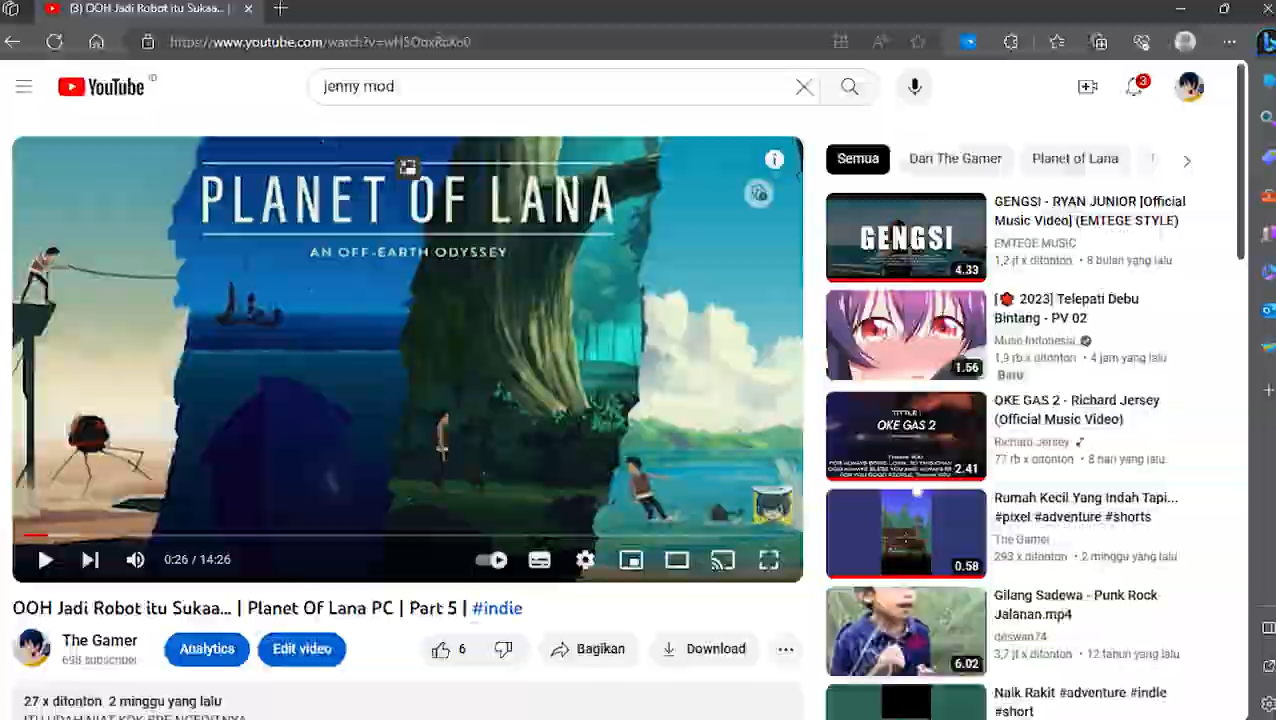 (3) OOH Jadi Robot itu Sukaa... |
https://www.youtube.com/watch?v=
YouTube ID
jenny mod
3
PLANET OF LANA
AN OFF-EARTH ODYSSEY
0:26 / 14:26
OOH Jadi Robot itu Sukaa... | Planet Of Lana PC | Part 5 | #indie
The Gamer
698 subscriber
Analytics
Edit video
6
Bagikan
Download
27 x ditonton 2 minggu yang lalu
ITU UDAH NIAT KOK
Semua
Dari The Gamer
Planet of Lana
GENGSI
4.33
GENGSI - RYAN JUNIOR [Official
Music Video] (EMTEGE STYLE)
EMTEGE MUSIC
1,2 jt x ditonton • 8 bulan yang lalu
1.56
[🍁 2023] Telepati Debu
Bintang - PV 02
Muse Indonesia
1,9 rb x ditonton • 4 jam yang lalu
Baru
TITTLE :
OKE GAS 2
2.41
OKE GAS 2 - Richard Jersey
(Official Music Video)
Richard Jersey
77 rb x ditonton • 8 hari yang lalu
0.58
Rumah Kecil Yang Indah Tapi...
#pixel #adventure #shorts
The Gamer
293 x ditonton • 2 minggu yang lalu
6.02
Gilang Sadewa - Punk Rock
Jalanan.mp4
deswan74
3,7 jt x ditonton • 12 tahun yang lalu
Naik Rakit #adventure #indie
#short